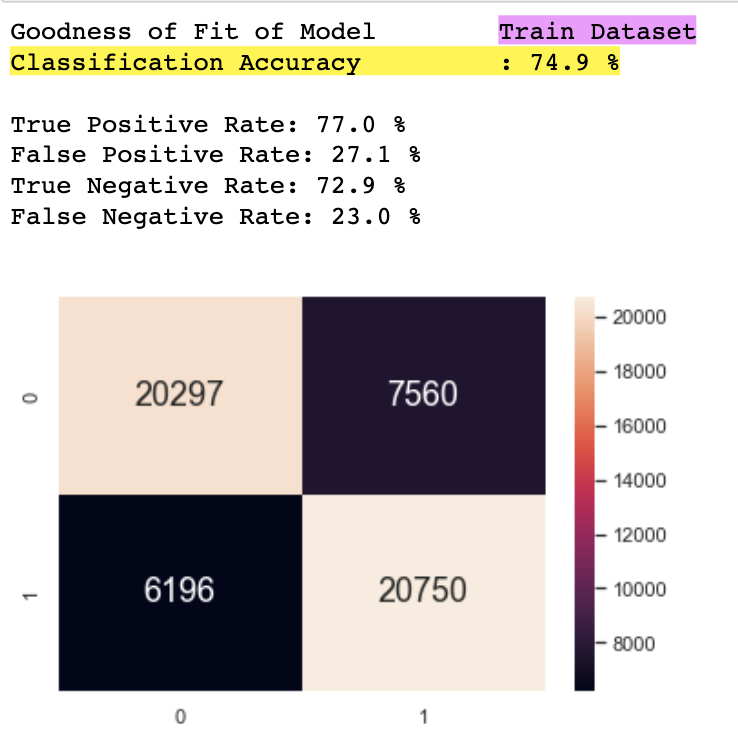 Goodness of Fit of Model Train Dataset
Classification Accuracy : 74.9 %
True Positive Rate: 77.0 %
False Positive Rate: 27.1 %
True Negative Rate: 72.9 %
False Negative Rate: 23.0 %
20000
0 20297 7560
18000
16000
14000
12000
1 6196 20750
10000
8000
0 1